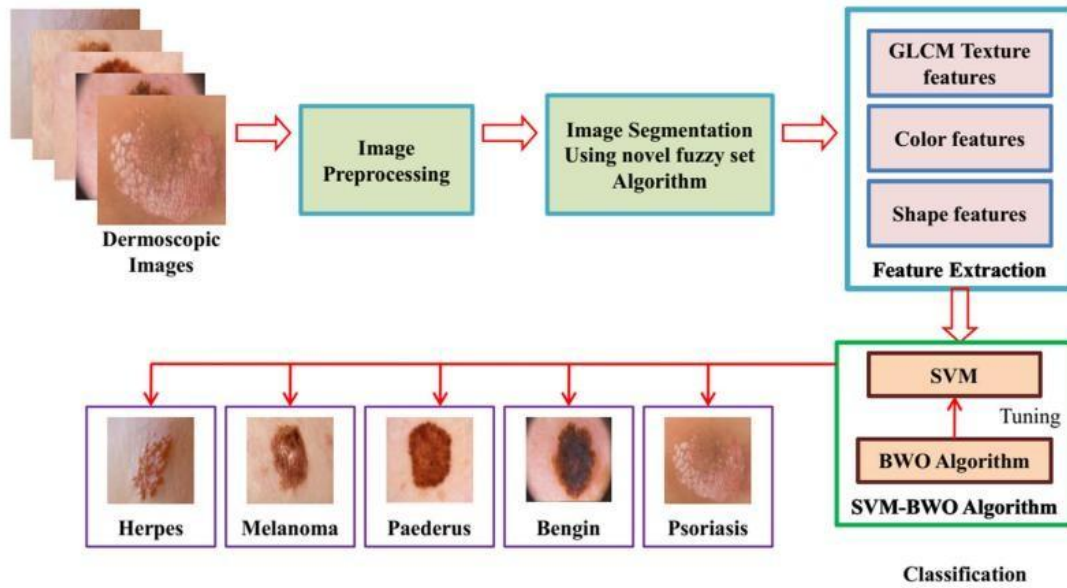 Dermoscopic
Images
Image
Preprocessing
Image Segmentation
Using novel fuzzy set
Algorithm
GLCM Texture
features
Color features
Shape features
Feature Extraction
SVM
Tuning
BWO Algorithm
SVM-BWO Algorithm
Classification
Herpes
Melanoma
Paederus
Bengin
Psoriasis